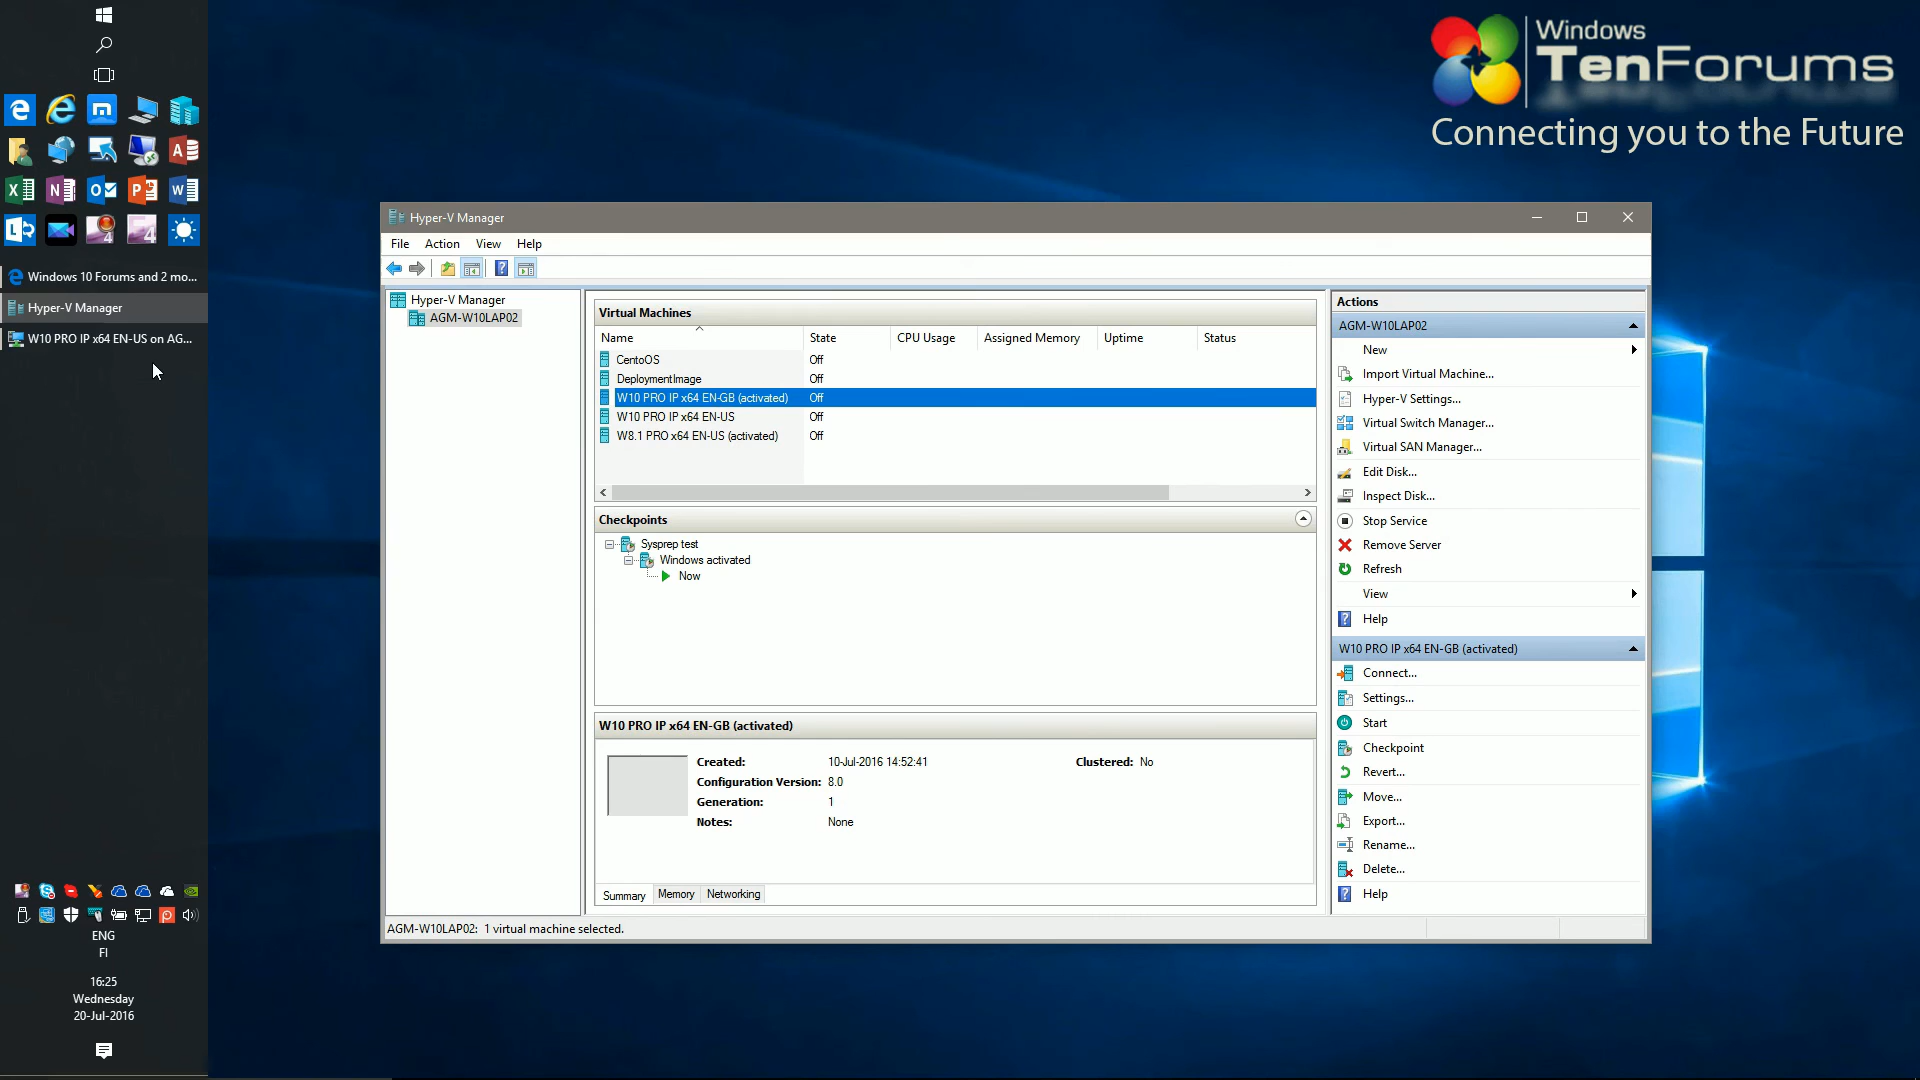 Windows
TenForums
Connecting you to the Future
Windows 10 Forums and 2 mo...
Hyper-V Manager
W10 PRO IP x64 EN-US on AG...
ENG
FI
16:25
Wednesday
20-Jul-2016
Hyper-V Manager
File Action View Help
Hyper-V Manager
AGM-W10LAP02
Virtual Machines
Name State CPU Usage Assigned Memory Uptime Status
CentoOS Off
DeploymentImage Off
W10 PRO IP x64 EN-GB (activated) Off
W10 PRO IP x64 EN-US Off
W8.1 PRO x64 EN-US (activated) Off
Checkpoints
Sysprep test
Windows activated
Now
W10 PRO IP x64 EN-GB (activated)
Created: 10-Jul-2016 14:52:41 Clustered: No
Configuration Version: 8.0
Generation: 1
Notes: None
Summary Memory Networking
Actions
AGM-W10LAP02
New
Import Virtual Machine...
Hyper-V Settings...
Virtual Switch Manager...
Virtual SAN Manager...
Edit Disk...
Inspect Disk...
Stop Service
Remove Server
Refresh
View
Help
W10 PRO IP x64 EN-GB (activated)
Connect...
Settings...
Start
Checkpoint
Revert...
Move...
Export...
Rename...
Delete...
Help
AGM-W10LAP02: 1 virtual machine selected.